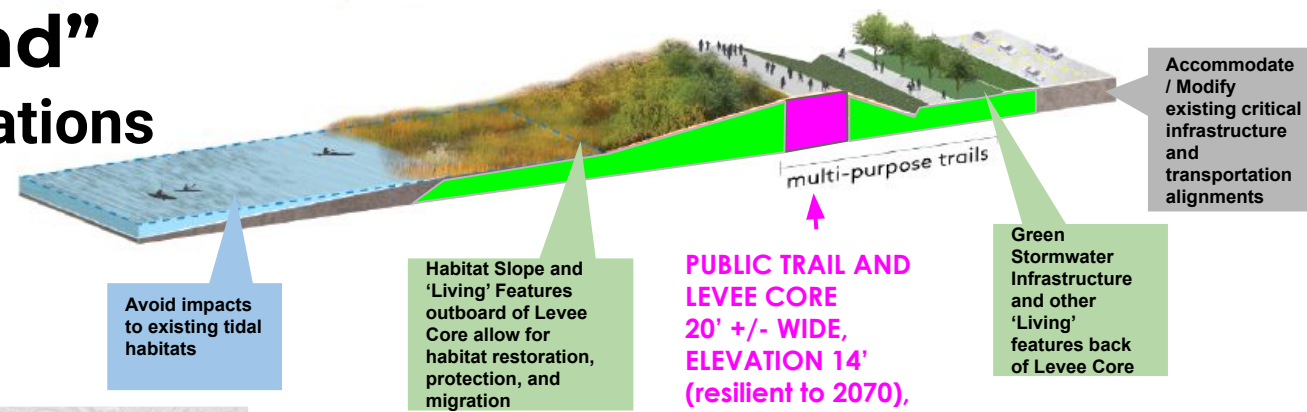 nd”
ations
Accommodate
/ Modify
existing critical
infrastructure
and
transportation
alignments
multi-purpose trails
Avoid impacts
to existing tidal
habitats
Habitat Slope and
‘Living’ Features
outboard of Levee
Core allow for
habitat restoration,
protection, and
migration
PUBLIC TRAIL AND
LEVEE CORE
20’ +/- WIDE,
ELEVATION 14’
(resilient to 2070),
Green
Stormwater
Infrastructure
and other
‘Living’
features back
of Levee Core